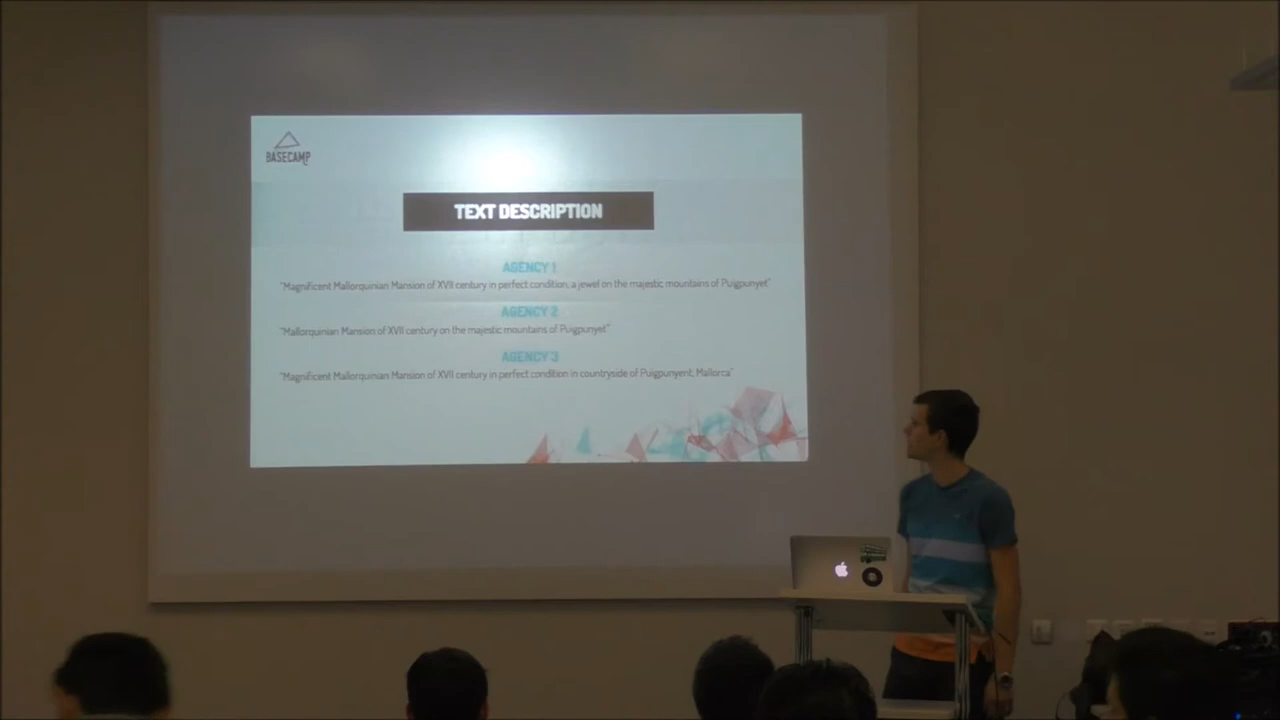 BASECAMP
TEXT DESCRIPTION
AGENCY 1
"Magnificent Mallorquinian Mansion of XVII century in perfect condition, a jewel on the majestic mountains of Puigpunyet"
AGENCY 2
"Mallorquinian Mansion of XVII century on the majestic mountains of Puigpunyet"
AGENCY 3
"Magnificent Mallorquinian Mansion of XVII century in perfect condition in countryside of Puigpunyent, Mallorca"